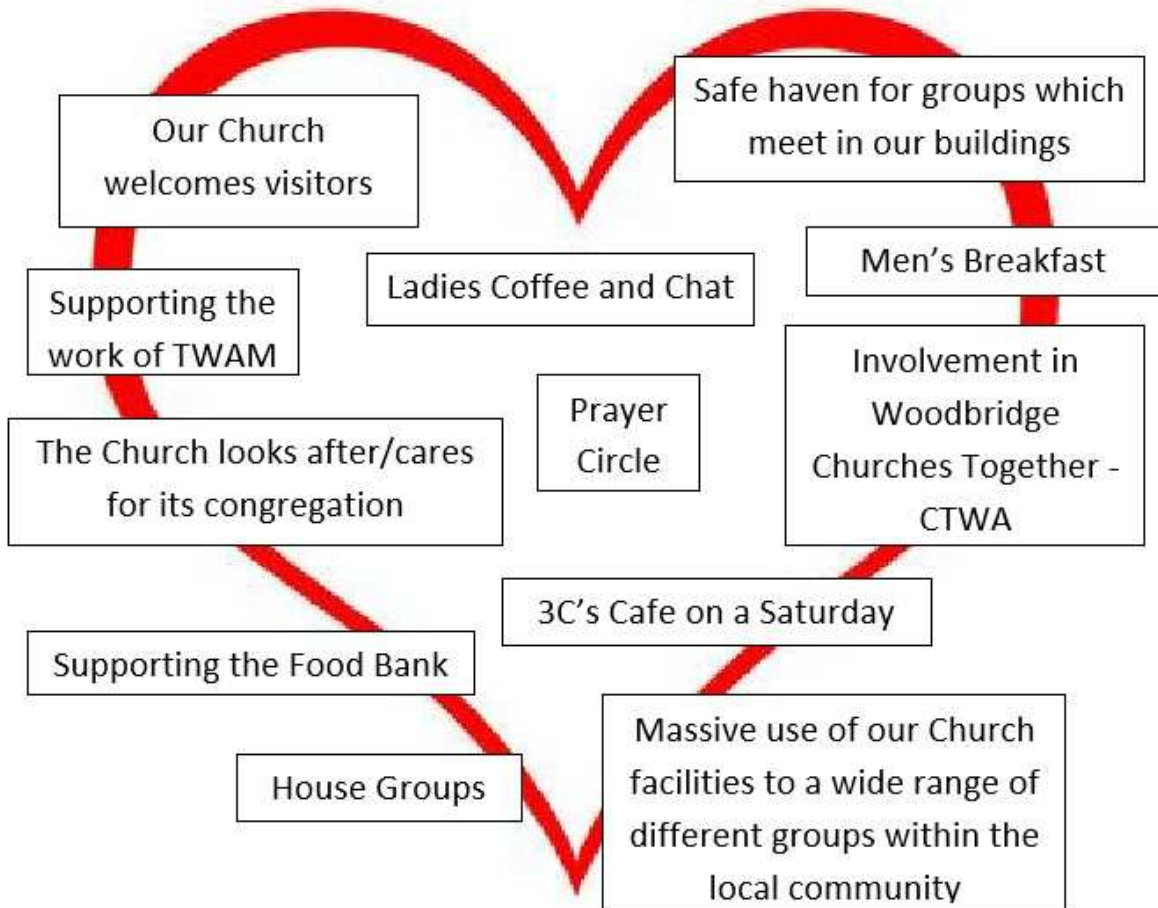 Our Church
welcomes visitors
Safe haven for groups which
meet in our buildings
Ladies Coffee and Chat
Men's Breakfast
Supporting the
work of TWAM
Prayer
Circle
Involvement in
Woodbridge
Churches Together -
CTWA
The Church looks after/cares
for its congregation
3C's Cafe on a Saturday
Supporting the Food Bank
House Groups
Massive use of our Church
facilities to a wide range of
different groups within the
local community